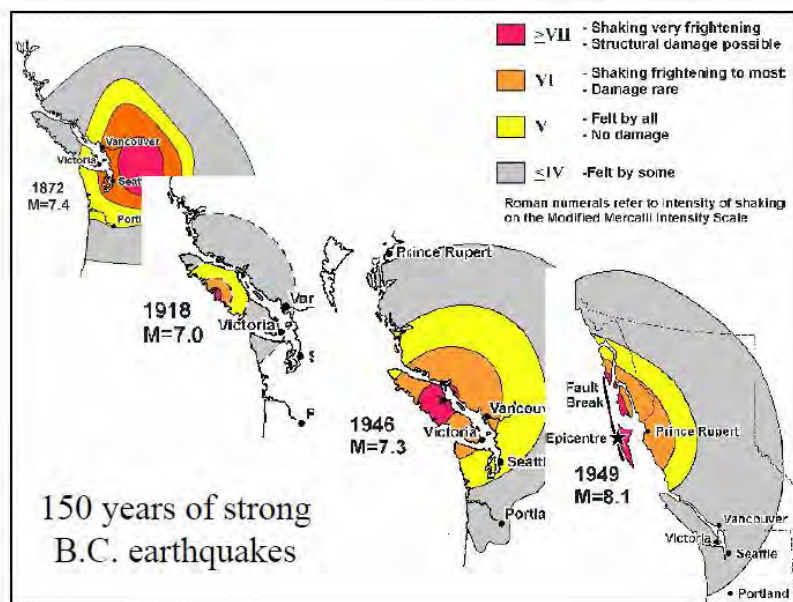 ≥VII - Shaking very frightening
- Structural damage possible
VI - Shaking frightening to most
- Damage rare
V - Felt by all
- No damage
≤IV -Felt by some
Roman numerals refer to intensity of shaking
on the Modified Mercalli Intensity Scale
Vancouver
Victoria
Seatt
Portl
1872
M=7.4
Var
Victoria
S
1918
M=7.0
Prince Rupert
Vancouv
Victoria
Seattl
Portla
1946
M=7.3
Fault
Break
Prince Rupert
Epicentre
1949
M=8.1
Vancouver
Victoria
Seattle
Portland
150 years of strong
B.C. earthquakes